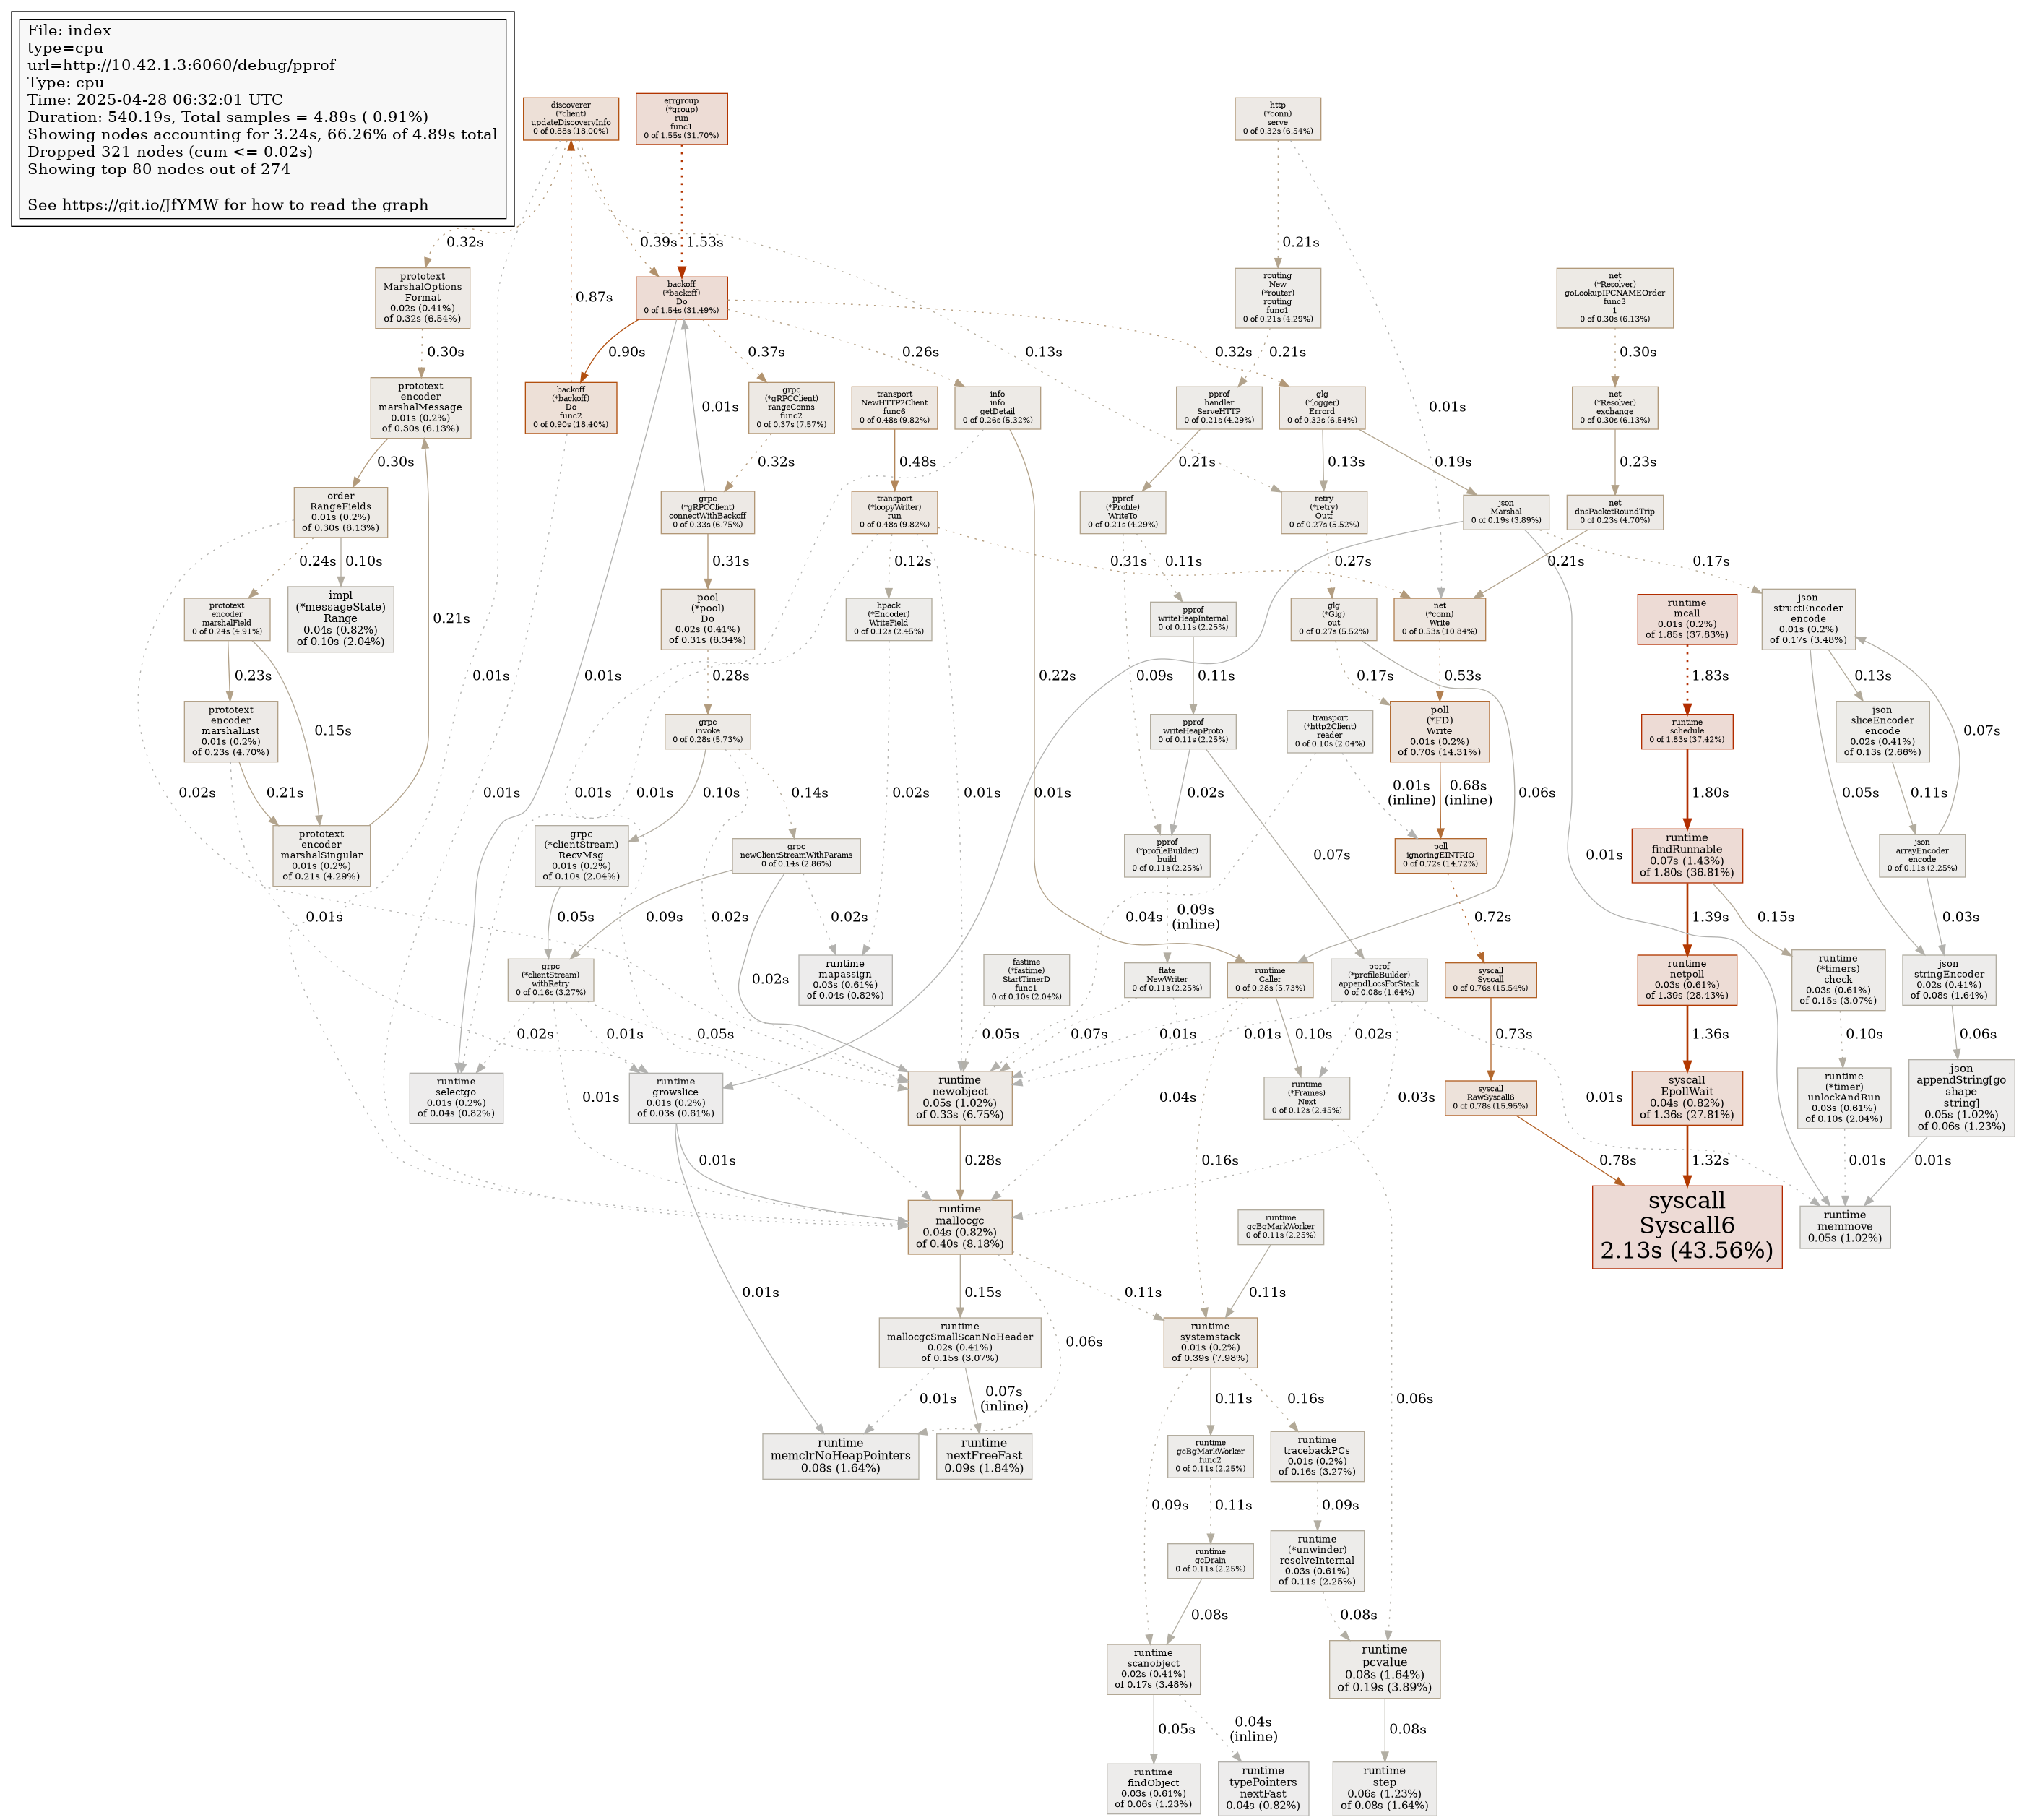 File: index
type=cpu
url=http://10.42.1.3:6060/debug/pprof
Type: cpu
Time: 2025-04-28 06:32:01 UTC
Duration: 540.19s, Total samples = 4.89s ( 0.91%)
Showing nodes accounting for 3.24s, 66.26% of 4.89s total
Dropped 321 nodes (cum <= 0.02s)
Showing top 80 nodes out of 274
See https://git.io/JfYMW for how to read the graph
discoverer
(*client)
updateDiscoveryInfo
0 of 0.88s (18.00%)
errgroup
(*group)
run
func1
0 of 1.55s (31.70%)
http
(*conn)
serve
0 of 0.32s (6.54%)
0.32s
0.39s
1.53s
0.21s
prototext
MarshalOptions
Format
0.02s (0.41%)
of 0.32s (6.54%)
0.87s
backoff
(*backoff)
Do
0 of 1.54s (31.49%)
routing
New
(*router)
routing
func1
0 of 0.21s (4.29%)
net
(*Resolver)
goLookupIPCNAMEOrder
func3
1
0 of 0.30s (6.13%)
0.30s
0.90s
0.37s
0.26s
0.13s
0.32s
0.21s
0.30s
prototext
encoder
marshalMessage
0.01s (0.2%)
of 0.30s (6.13%)
backoff
(*backoff)
Do
func2
0 of 0.90s (18.40%)
0.01s
grpc
(*gRPCClient)
rangeConns
func2
0 of 0.37s (7.57%)
transport
NewHTTP2Client
func6
0 of 0.48s (9.82%)
info
info
getDetail
0 of 0.26s (5.32%)
pprof
handler
ServeHTTP
0 of 0.21s (4.29%)
glg
(*logger)
Errord
0 of 0.32s (6.54%)
0.01s
net
(*Resolver)
exchange
0 of 0.30s (6.13%)
0.30s
0.32s
0.48s
0.21s
0.13s
0.19s
0.23s
order
RangeFields
0.01s (0.2%)
of 0.30s (6.13%)
grpc
(*gRPCClient)
connectWithBackoff
0 of 0.33s (6.75%)
transport
(*loopyWriter)
run
0 of 0.48s (9.82%)
pprof
(*Profile)
WriteTo
0 of 0.21s (4.29%)
retry
(*retry)
Outf
0 of 0.27s (5.52%)
json
Marshal
0 of 0.19s (3.89%)
net
dnsPacketRoundTrip
0 of 0.23s (4.70%)
0.24s
0.10s
0.31s
0.12s
0.31s
0.11s
0.27s
0.21s
0.17s
prototext
encoder
marshalField
0 of 0.24s (4.91%)
impl
(*messageState)
Range
0.04s (0.82%)
of 0.10s (2.04%)
0.21s
pool
(*pool)
Do
0.02s (0.41%)
of 0.31s (6.34%)
hpack
(*Encoder)
WriteField
0 of 0.12s (2.45%)
pprof
writeHeapInternal
0 of 0.11s (2.25%)
glg
(*Glg)
out
0 of 0.27s (5.52%)
net
(*conn)
Write
0 of 0.53s (10.84%)
runtime
mcall
0.01s (0.2%)
of 1.85s (37.83%)
json
structEncoder
encode
0.01s (0.2%)
of 0.17s (3.48%)
0.23s
0.01s
0.01s
0.28s
0.22s
0.09s
0.11s
0.17s
0.53s
1.83s
0.13s
prototext
encoder
marshalList
0.01s (0.2%)
of 0.23s (4.70%)
0.15s
grpc
invoke
0 of 0.28s (5.73%)
pprof
writeHeapProto
0 of 0.11s (2.25%)
transport
(*http2Client)
reader
0 of 0.10s (2.04%)
poll
(*FD)
Write
0.01s (0.2%)
of 0.70s (14.31%)
runtime
schedule
0 of 1.83s (37.42%)
json
sliceEncoder
encode
0.02s (0.41%)
of 0.13s (2.66%)
0.07s
0.02s
0.21s
0.01s
0.01s
0.01s
0.10s
0.14s
0.02s
0.01s
0.01s
0.02s
0.01s
(inline)
0.68s
(inline)
0.06s
1.80s
0.05s
0.11s
prototext
encoder
marshalSingular
0.01s (0.2%)
of 0.21s (4.29%)
grpc
(*clientStream)
RecvMsg
0.01s (0.2%)
of 0.10s (2.04%)
grpc
newClientStreamWithParams
0 of 0.14s (2.86%)
pprof
(*profileBuilder)
build
0 of 0.11s (2.25%)
0.07s
poll
ignoringEINTRIO
0 of 0.72s (14.72%)
runtime
findRunnable
0.07s (1.43%)
of 1.80s (36.81%)
0.01s
json
arrayEncoder
encode
0 of 0.11s (2.25%)
0.01s
0.05s
0.09s
0.02s
0.02s
0.04s
0.09s
(inline)
0.72s
1.39s
0.15s
0.03s
grpc
(*clientStream)
withRetry
0 of 0.16s (3.27%)
0.02s
runtime
mapassign
0.03s (0.61%)
of 0.04s (0.82%)
fastime
(*fastime)
StartTimerD
func1
0 of 0.10s (2.04%)
flate
NewWriter
0 of 0.11s (2.25%)
runtime
Caller
0 of 0.28s (5.73%)
pprof
(*profileBuilder)
appendLocsForStack
0 of 0.08s (1.64%)
syscall
Syscall
0 of 0.76s (15.54%)
runtime
netpoll
0.03s (0.61%)
of 1.39s (28.43%)
runtime
(*timers)
check
0.03s (0.61%)
of 0.15s (3.07%)
json
stringEncoder
0.02s (0.41%)
of 0.08s (1.64%)
0.02s
0.01s
0.05s
0.05s
0.07s
0.01s
0.01s
0.10s
0.02s
0.73s
1.36s
0.10s
0.06s
runtime
selectgo
0.01s (0.2%)
of 0.04s (0.82%)
0.01s
runtime
growslice
0.01s (0.2%)
of 0.03s (0.61%)
runtime
newobject
0.05s (1.02%)
of 0.33s (6.75%)
0.04s
runtime
(*Frames)
Next
0 of 0.12s (2.45%)
0.03s
syscall
RawSyscall6
0 of 0.78s (15.95%)
0.01s
syscall
EpollWait
0.04s (0.82%)
of 1.36s (27.81%)
runtime
(*timer)
unlockAndRun
0.03s (0.61%)
of 0.10s (2.04%)
json
appendString[go
shape
string]
0.05s (1.02%)
of 0.06s (1.23%)
0.01s
0.28s
0.16s
0.78s
1.32s
0.01s
0.01s
runtime
mallocgc
0.04s (0.82%)
of 0.40s (8.18%)
runtime
gcBgMarkWorker
0 of 0.11s (2.25%)
syscall
Syscall6
2.13s (43.56%)
runtime
memmove
0.05s (1.02%)
0.01s
0.15s
0.11s
0.11s
runtime
mallocgcSmallScanNoHeader
0.02s (0.41%)
of 0.15s (3.07%)
0.06s
runtime
systemstack
0.01s (0.2%)
of 0.39s (7.98%)
0.01s
0.07s
(inline)
0.11s
0.16s
0.06s
runtime
memclrNoHeapPointers
0.08s (1.64%)
runtime
nextFreeFast
0.09s (1.84%)
runtime
gcBgMarkWorker
func2
0 of 0.11s (2.25%)
runtime
tracebackPCs
0.01s (0.2%)
of 0.16s (3.27%)
0.09s
0.11s
0.09s
runtime
gcDrain
0 of 0.11s (2.25%)
runtime
(*unwinder)
resolveInternal
0.03s (0.61%)
of 0.11s (2.25%)
0.08s
0.08s
runtime
scanobject
0.02s (0.41%)
of 0.17s (3.48%)
runtime
pcvalue
0.08s (1.64%)
of 0.19s (3.89%)
0.05s
0.04s
(inline)
0.08s
runtime
findObject
0.03s (0.61%)
of 0.06s (1.23%)
runtime
typePointers
nextFast
0.04s (0.82%)
runtime
step
0.06s (1.23%)
of 0.08s (1.64%)